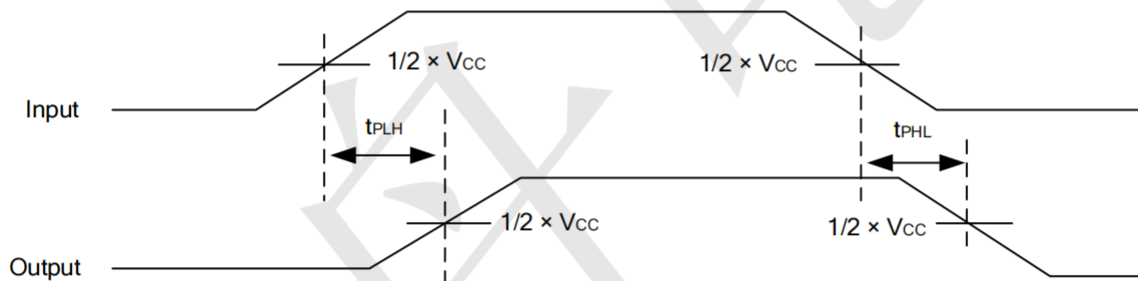 1/2 × VCC
1/2 × VCC
Input
tPLH
tPHL
1/2 × VCC
1/2 × VCC
Output